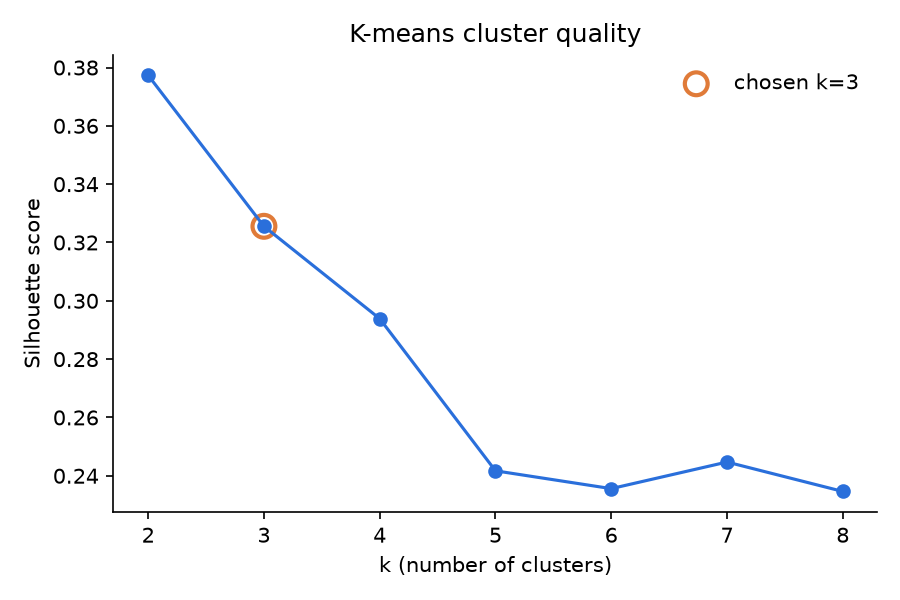 K-means cluster quality
chosen k=3
Silhouette score
0.38
0.36
0.34
0.32
0.30
0.28
0.26
0.24
2 3 4 5 6 7 8
k (number of clusters)